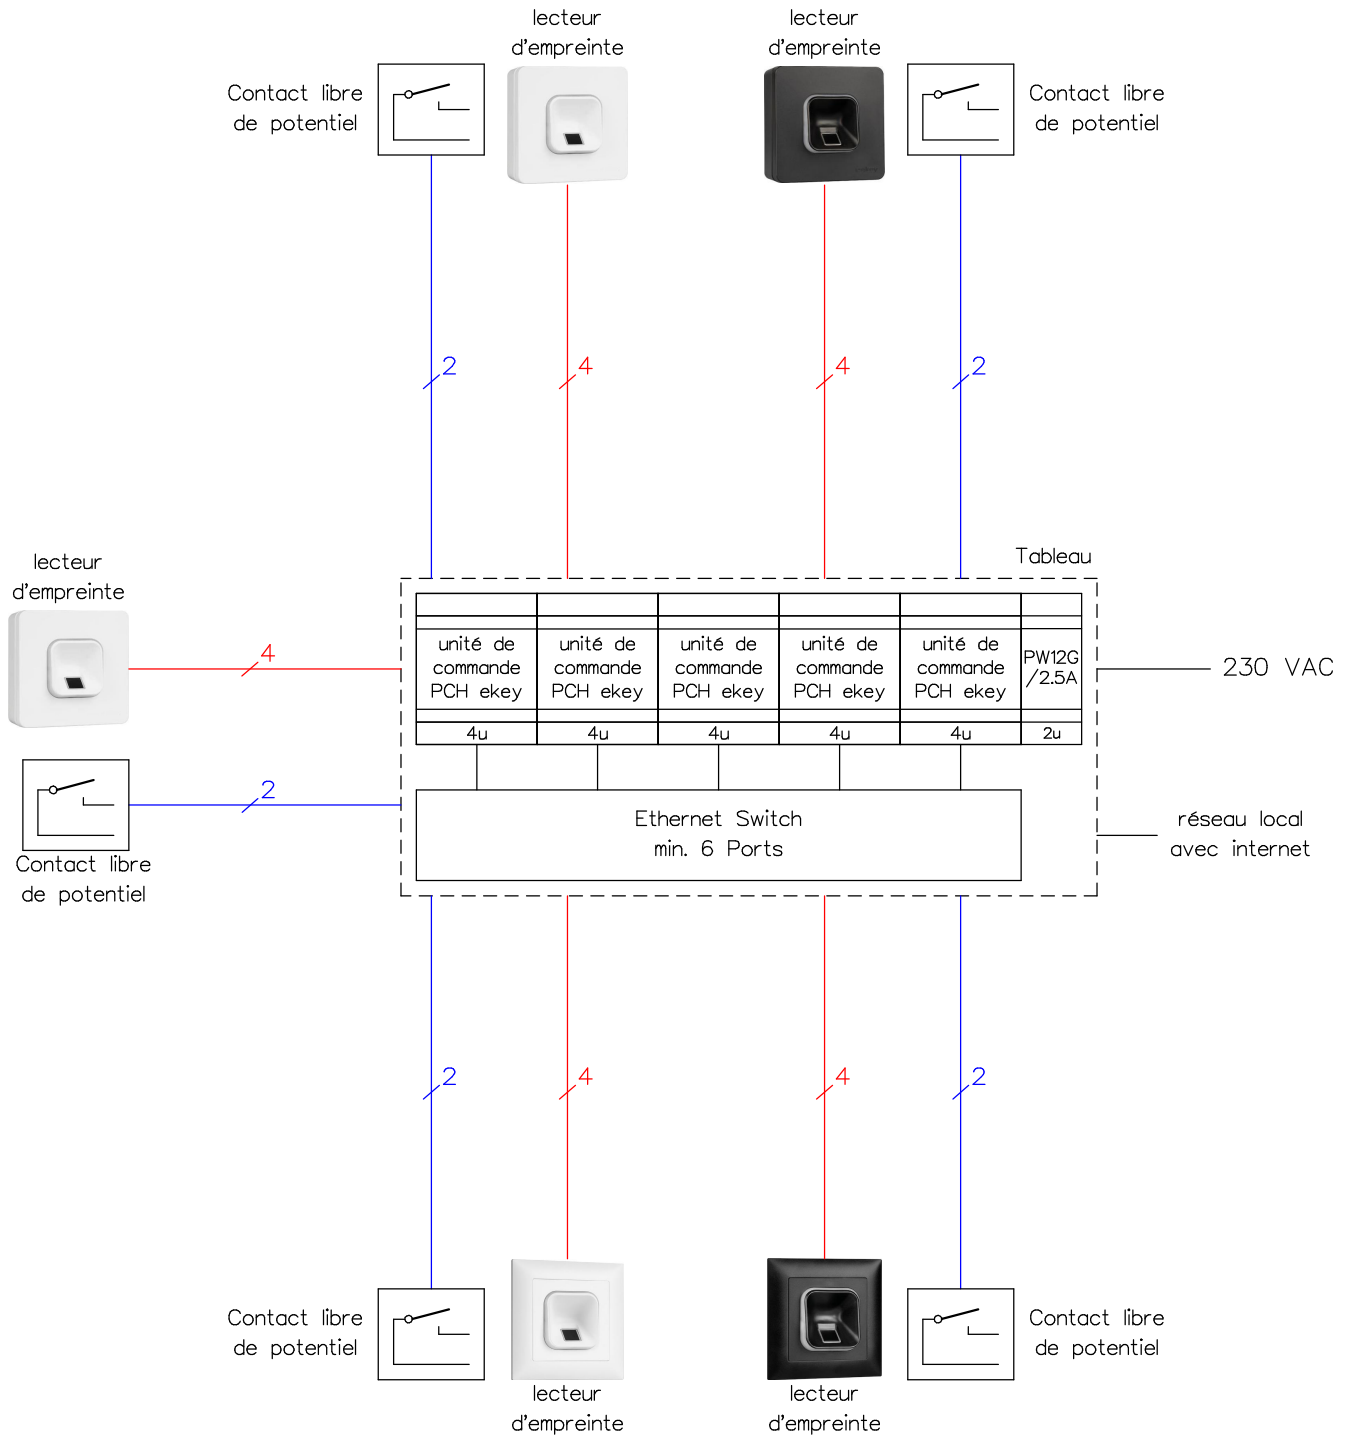 lecteur
d'empreinte
lecteur
d'empreinte
Contact libre
de potentiel
Contact libre
de potentiel
2
4
4
2
Tableau
lecteur
d'empreinte
4
unité de
commande
PCH ekey
unité de
commande
PCH ekey
unité de
commande
PCH ekey
unité de
commande
PCH ekey
unité de
commande
PCH ekey
PW12G
/2.5A
230 VAC
4u
4u
4u
4u
4u
2u
2
Contact libre
de potentiel
Ethernet Switch
min. 6 Ports
réseau local
avec internet
2
4
4
2
Contact libre
de potentiel
Contact libre
de potentiel
lecteur
d'empreinte
lecteur
d'empreinte